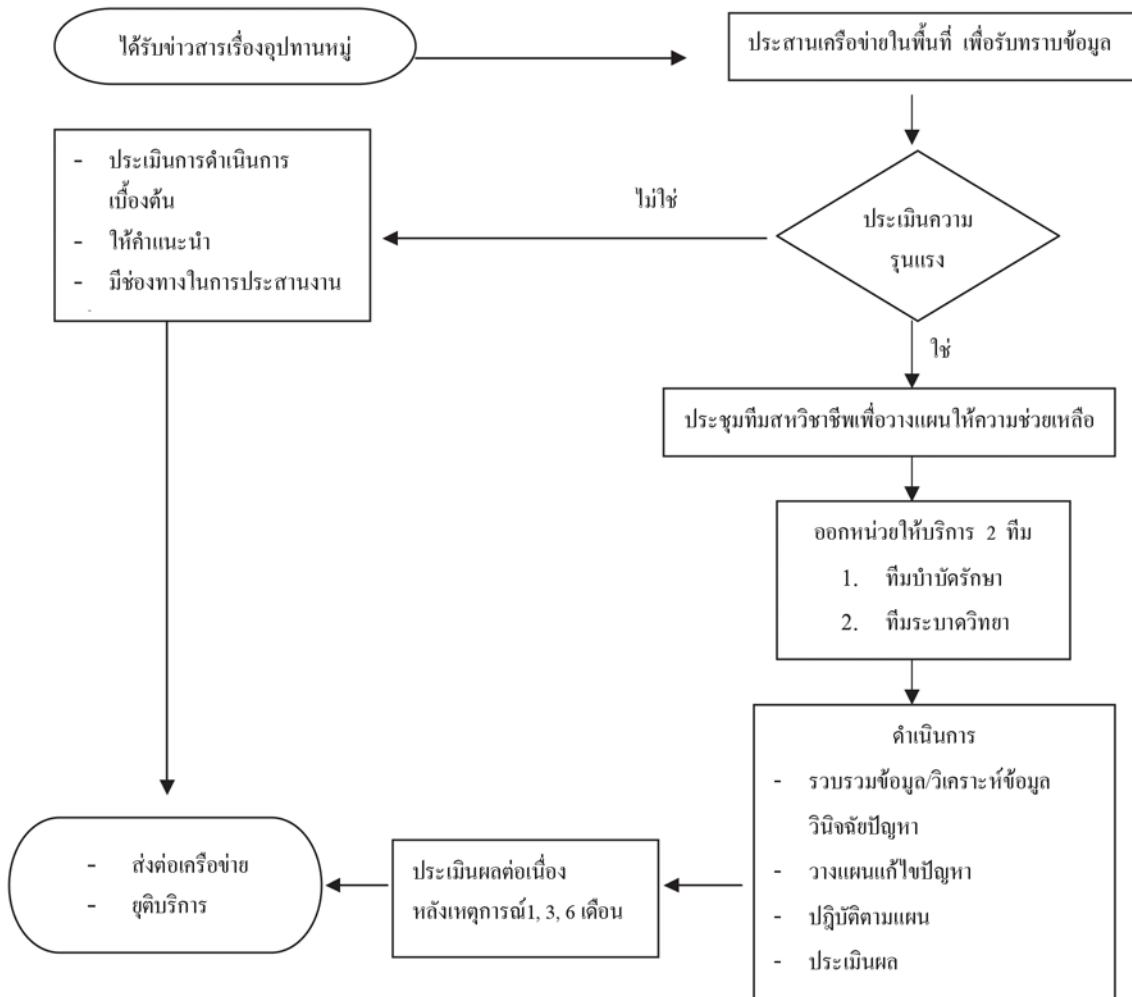 ได้รับข่าวสารเรื่องอุปทานหมู่
ประสานเครือข่ายในพื้นที่ เพื่อรับทราบข้อมูล
- ประเมินการดำเนินการ
เบื้องต้น
- ให้คำแนะนำ
- มีช่องทางในการประสานงาน
ไม่ใช่
ประเมินความ
รุนแรง
ใช่
ประชุมทีมสหวิชาชีพเพื่อวางแผนให้ความช่วยเหลือ
ออกหน่วยให้บริการ 2 ทีม
1. ทีมบำบัดรักษา
2. ทีมระบาดวิทยา
ดำเนินการ
- รวบรวมข้อมูล/วิเคราะห์ข้อมูล
วินิจฉัยปัญหา
- วางแผนแก้ไขปัญหา
- ปฎิบัติตามแผน
- ประเมินผล
ประเมินผลต่อเนื่อง
หลังเหตุการณ์1, 3, 6 เดือน
- ส่งต่อเครือข่าย
- ยุติบริการ